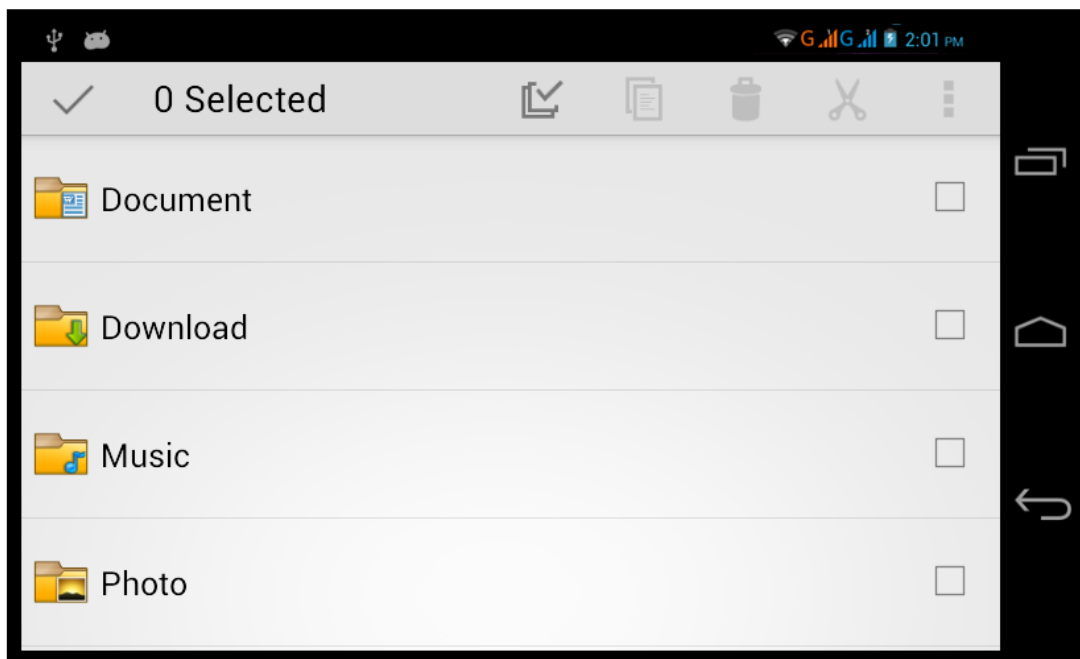 G G 2:01 PM
0 Selected
Document
Download
Music
Photo